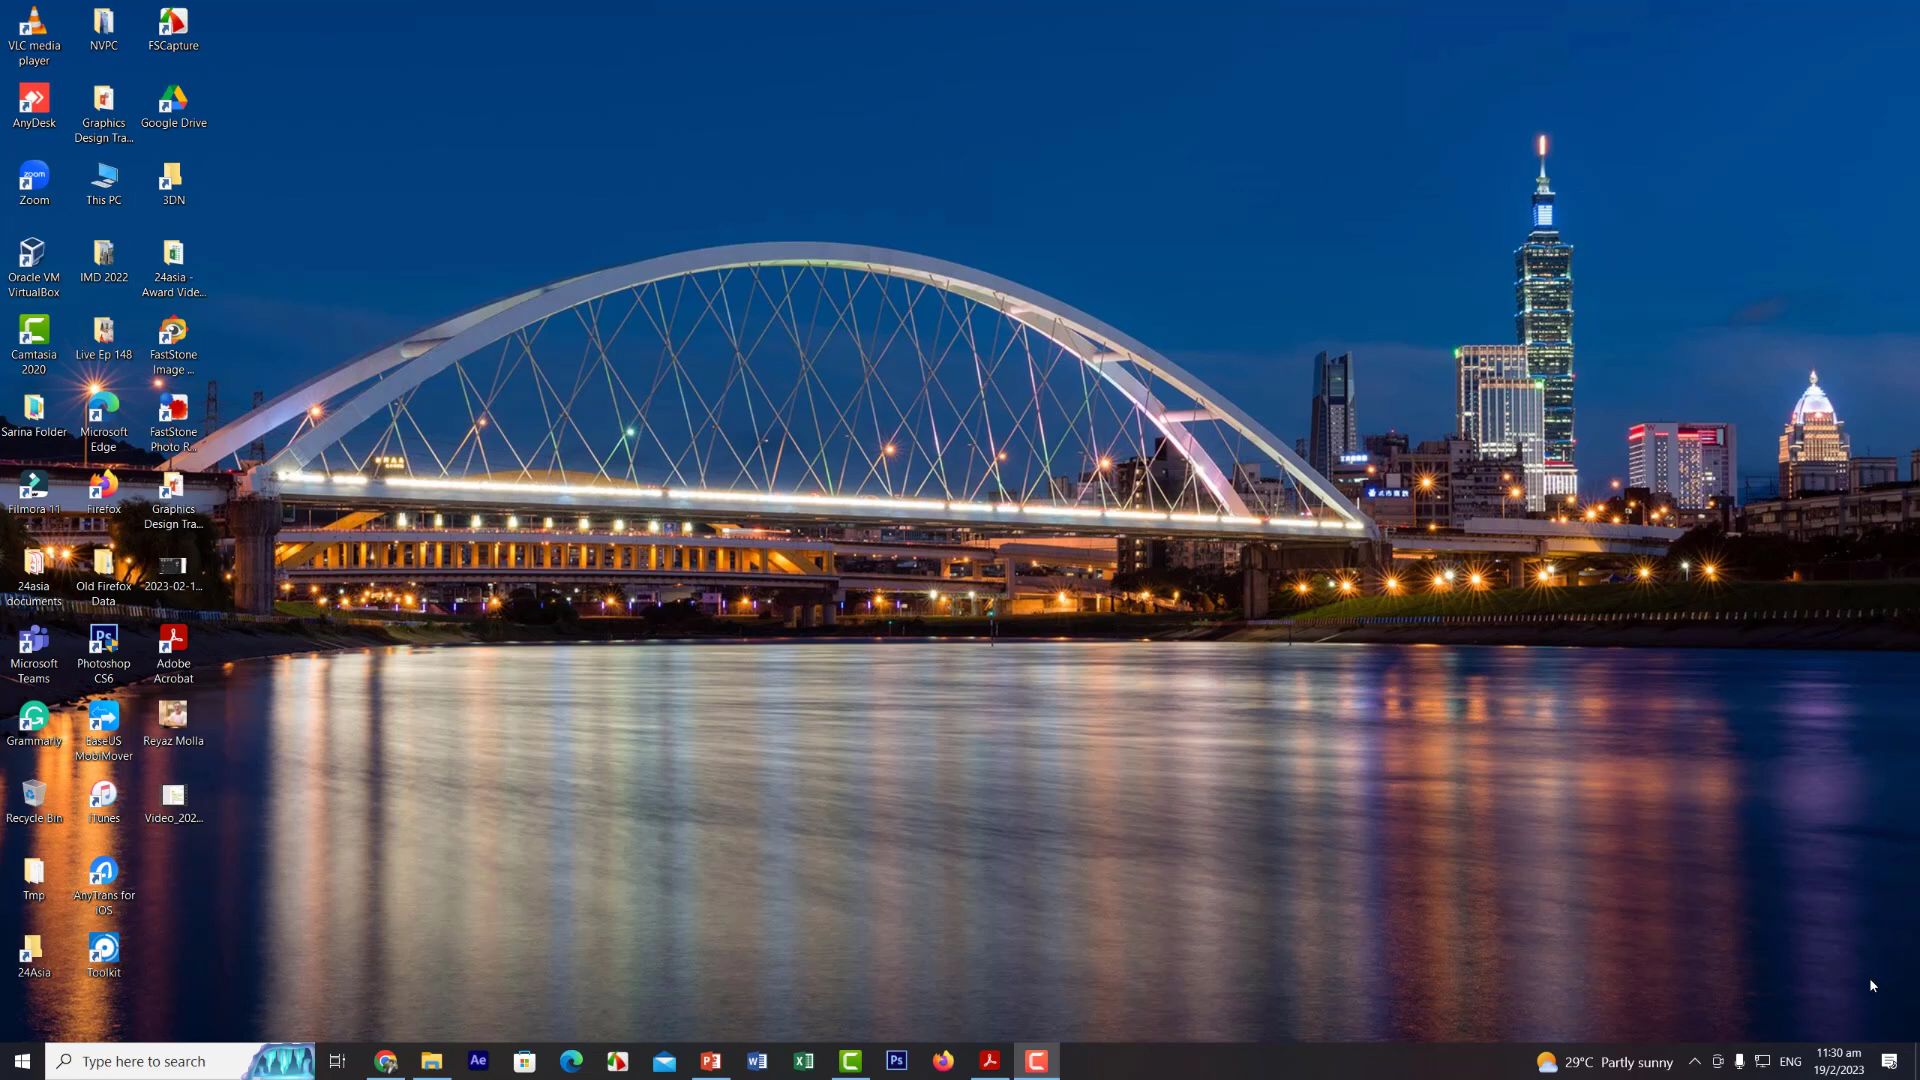 VLC media
player
NVPC
FSCapture
AnyDesk
Graphics
Design Tra...
Google Drive
zoom
Zoom
This PC
3DN
Oracle VM
VirtualBox
IMD 2022
24asia -
Award Vide...
Camtasia
2020
Live Ep 148
FastStone
Image ...
Sarina Folder
Microsoft
Edge
FastStone
Photo R...
Filmora 11
Firefox
Graphics
Design Tra...
24asia
documents
Old Firefox
Data
2023-02-1...
Microsoft
Teams
Ps
Photoshop
CS6
Adobe
Acrobat
Grammarly
EaseUS
MobiMover
Reyaz Molla
Recycle Bin
iTunes
Video_202...
Tmp
AnyTrans for
iOS
24Asia
Toolkit
Type here to search
Ae
Ps
29°C Partly sunny
ENG
11:30 am
19/2/2023